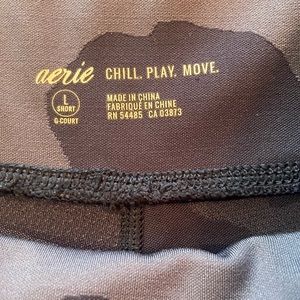 aerie CHILL. PLAY. MOVE.
L
SHORT
G-COURT
MADE IN CHINA
FABRIQUÉ EN CHINE
RN 54485 CA 03873